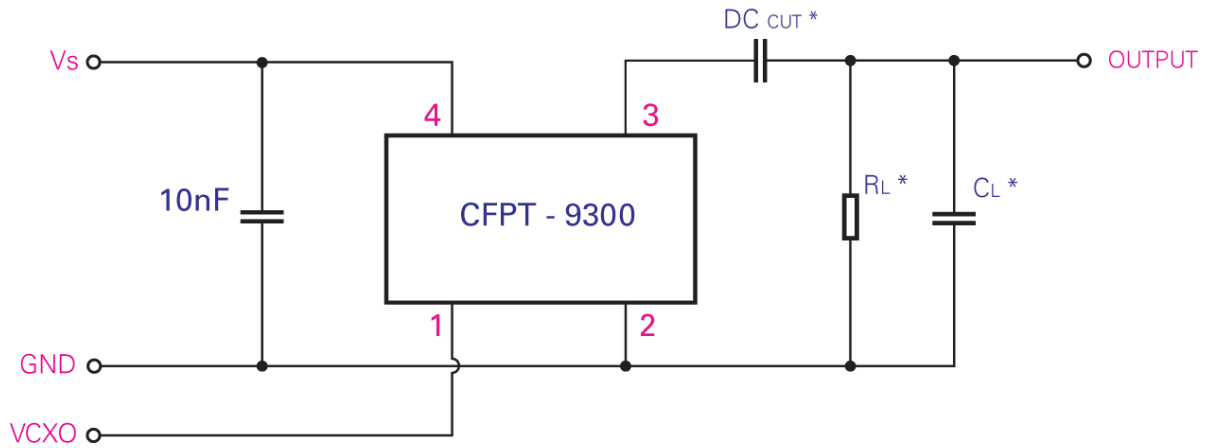 DC CUT *
Vs
OUTPUT
4
3
10nF
CFPT - 9300
RL *
CL *
1
2
GND
VCXO